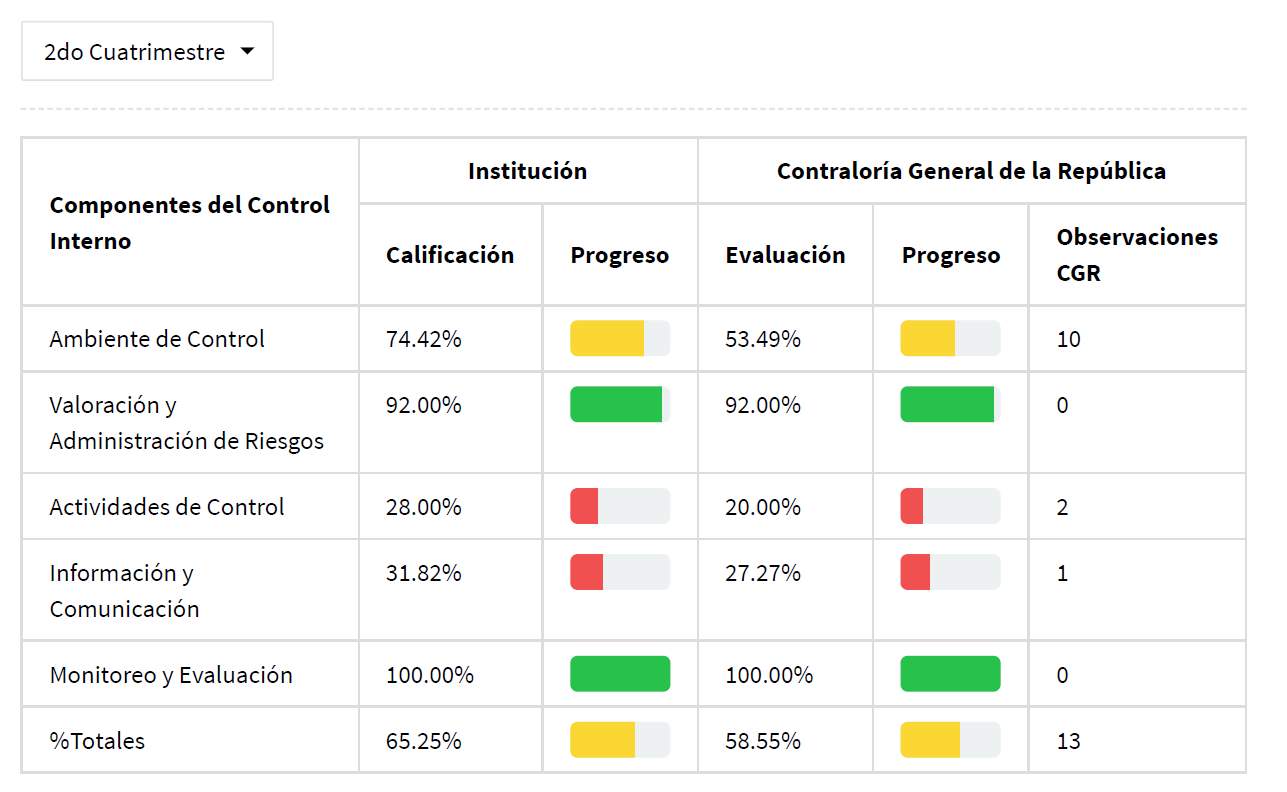 2do Cuatrimestre
Componentes del Control
Interno
Institución
Contraloría General de la República
Calificación
Progreso
Evaluación
Progreso
Observaciones
CGR
Ambiente de Control
74.42%
53.49%
10
Valoración y
Administración de Riesgos
92.00%
92.00%
0
Actividades de Control
28.00%
20.00%
2
Información y
Comunicación
31.82%
27.27%
1
Monitoreo y Evaluación
100.00%
100.00%
0
%Totales
65.25%
58.55%
13